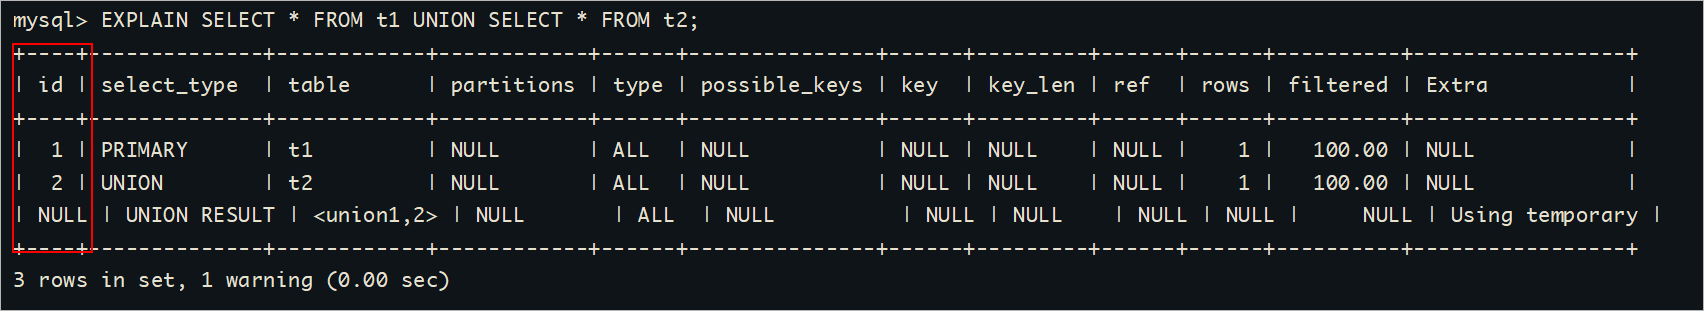 mysql> EXPLAIN SELECT * FROM t1 UNION SELECT * FROM t2;
+----+-------------+------------+------------+------+---------------+------+---------+------+------+----------+-----------------+
| id | select_type | table      | partitions | type | possible_keys | key  | key_len | ref  | rows | filtered | Extra           |
+----+-------------+------------+------------+------+---------------+------+---------+------+------+----------+-----------------+
|  1 | PRIMARY     | t1         | NULL       | ALL  | NULL          | NULL | NULL    | NULL |    1 |   100.00 | NULL            |
|  2 | UNION       | t2         | NULL       | ALL  | NULL          | NULL | NULL    | NULL |    1 |   100.00 | NULL            |
| NULL | UNION RESULT | <union1,2> | NULL       | ALL  | NULL          | NULL | NULL    | NULL | NULL |     NULL | Using temporary |
+----+-------------+------------+------------+------+---------------+------+---------+------+------+----------+-----------------+
3 rows in set, 1 warning (0.00 sec)